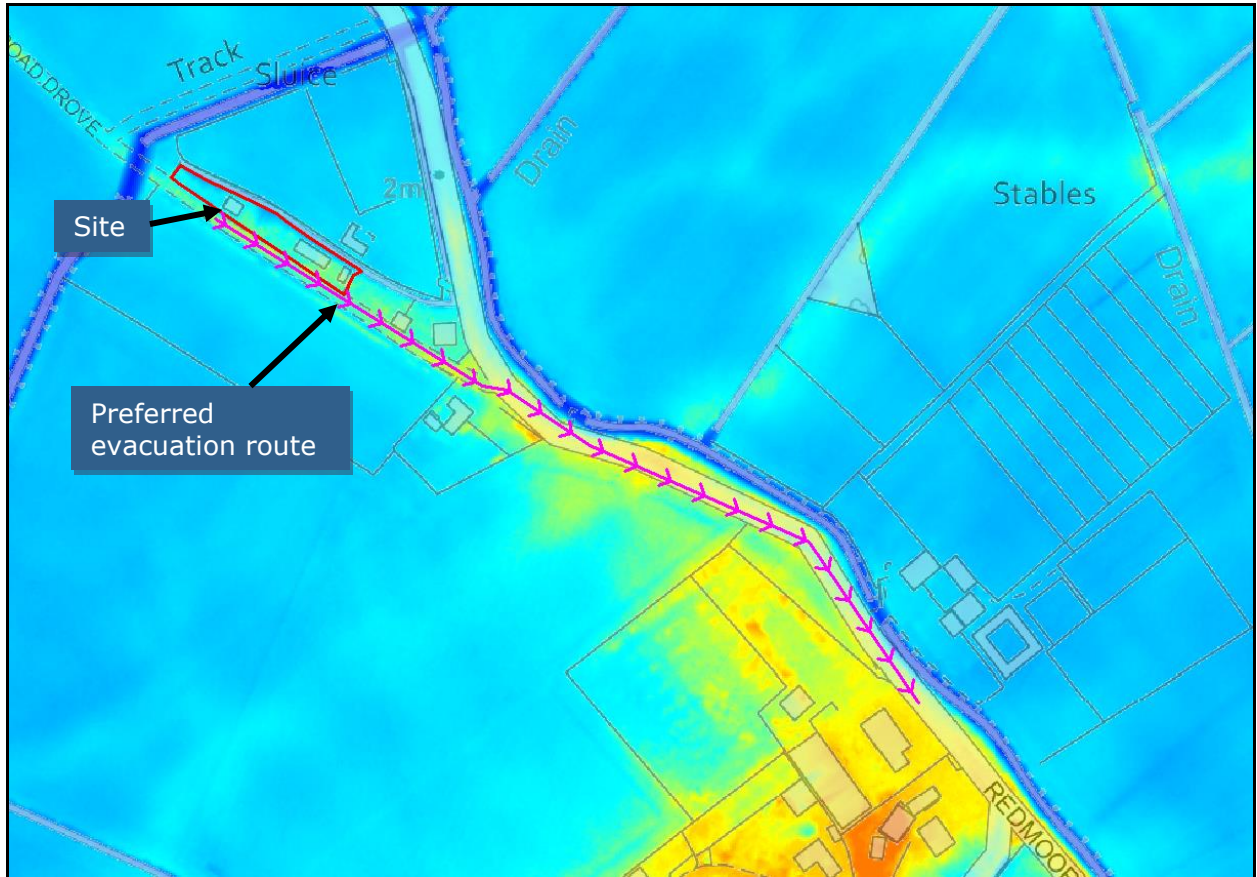 Track
Sluice
OAD DROVE
Drain
2m
Stables
Site
Drain
Preferred
evacuation route
REDMOOR